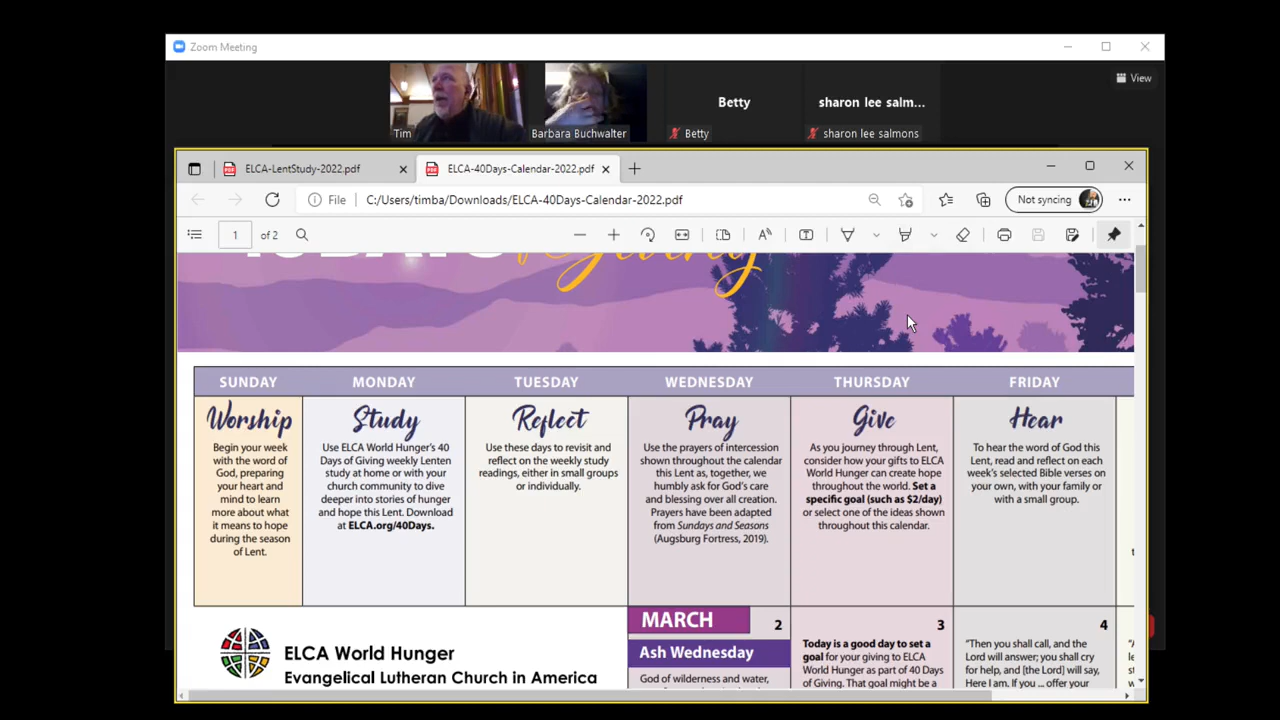 Zoom Meeting
View
Tim
Barbara Buchwalter
Betty
Betty
sharon lee salm...
sharon lee salmons
ELCA-LentStudy-2022.pdf
ELCA-40Days-Calendar-2022.pdf
File
C:/Users/timba/Downloads/ELCA-40Days-Calendar-2022.pdf
Not syncing
1 of 2
of Giving
SUNDAY
MONDAY
TUESDAY
WEDNESDAY
THURSDAY
FRIDAY
Worship
Begin your week
with the word of
God, preparing
your heart and
mind to learn
more about what
it means to hope
during the season
of Lent.
Study
Use ELCA World Hunger's 40
Days of Giving weekly Lenten
study at home or with your
church community to dive
deeper into stories of hunger
and hope this Lent. Download
at ELCA.org/40Days.
Reflect
Use these days to revisit and
reflect on the weekly study
readings, either in small groups
or individually.
Pray
Use the prayers of intercession
shown throughout the calendar
this Lent as, together, we
humbly ask for God's care
and blessing over all creation.
Prayers have been adapted
from Sundays and Seasons
(Augsburg Fortress, 2019).
Give
As you journey through Lent,
consider how your gifts to ELCA
World Hunger can create hope
throughout the world. Set a
specific goal (such as $2/day)
or select one of the ideas shown
throughout this calendar.
Hear
To hear the word of God this
Lent, read and reflect on each
week's selected Bible verses on
your own, with your family or
with a small group.
ELCA World Hunger
Evangelical Lutheran Church in America
MARCH
2
Ash Wednesday
God of wilderness and water,
3
Today is a good day to set a
goal for your giving to ELCA
World Hunger as part of 40 Days
of Giving. That goal might be a
4
"Then you shall call, and the
Lord will answer; you shall cry
for help, and [the Lord] will say,
Here I am. If you ... offer your